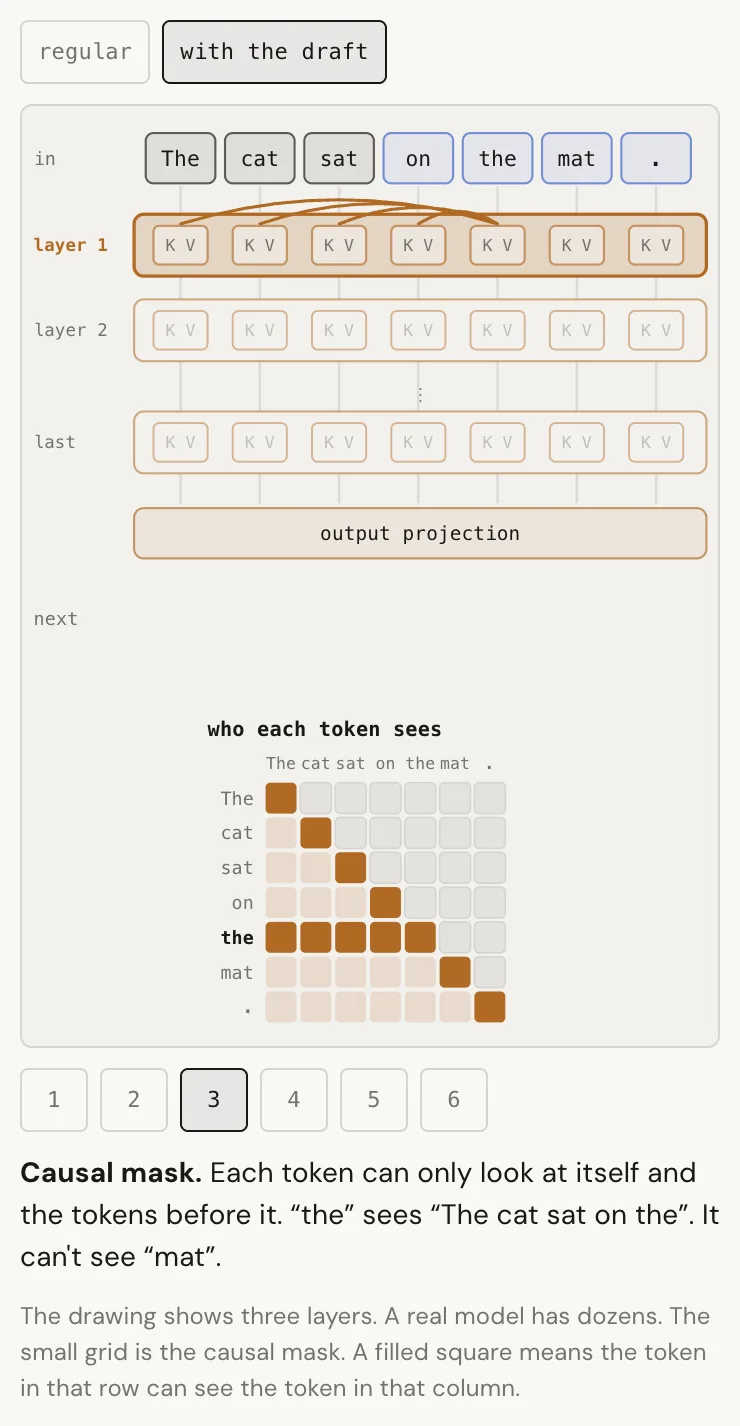 regular with the draft
in The cat sat on the mat .
layer 1 K V K V K V K V K V K V K V
layer 2 K V K V K V K V K V K V K V
⋮
last K V K V K V K V K V K V K V
output projection
next
who each token sees
The cat sat on the mat .
The
cat
sat
on
the
mat
.
1 2 3 4 5 6
Causal mask. Each token can only look at itself and
the tokens before it. “the” sees “The cat sat on the”. It
can't see “mat”.
The drawing shows three layers. A real model has dozens. The
small grid is the causal mask. A filled square means the token
in that row can see the token in that column.